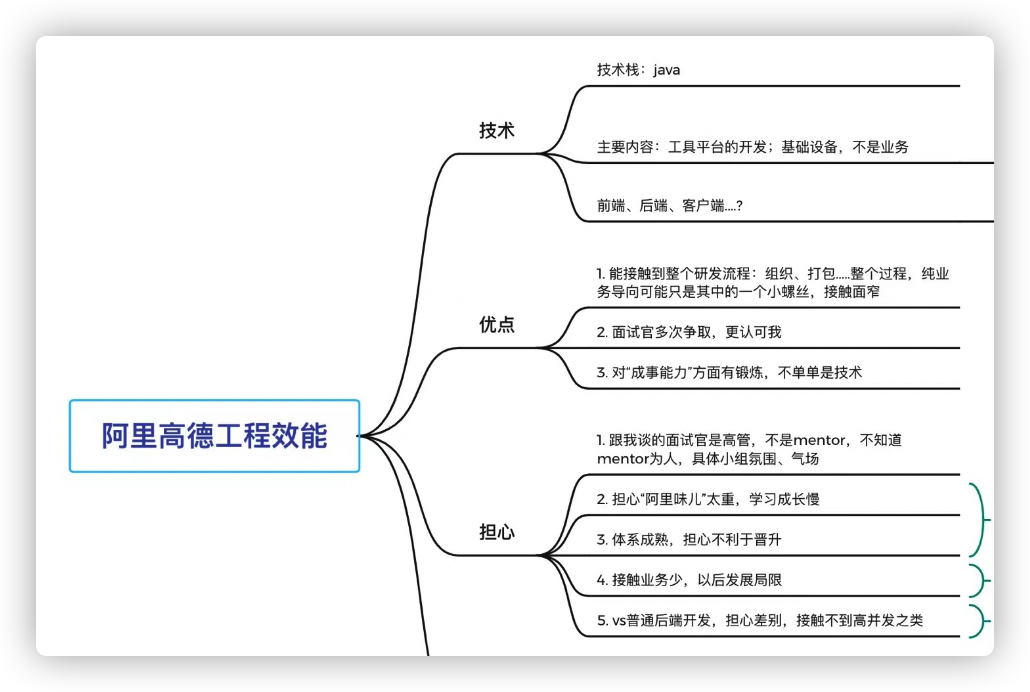 技术栈：java
技术
主要内容：工具平台的开发；基础设备，不是业务
前端、后端、客户端....?
1. 能接触到整个研发流程：组织、打包.....整个过程，纯业
务导向可能只是其中的一个小螺丝，接触面窄
优点
2. 面试官多次争取，更认可我
3. 对“成事能力”方面有锻炼，不单单是技术
阿里高德工程效能
1. 跟我谈的面试官是高管，不是mentor，不知道
mentor为人，具体小组氛围、气场
2. 担心“阿里味儿”太重，学习成长慢
担心
3. 体系成熟，担心不利于晋升
4. 接触业务少，以后发展局限
5. vs普通后端开发，担心差别，接触不到高并发之类